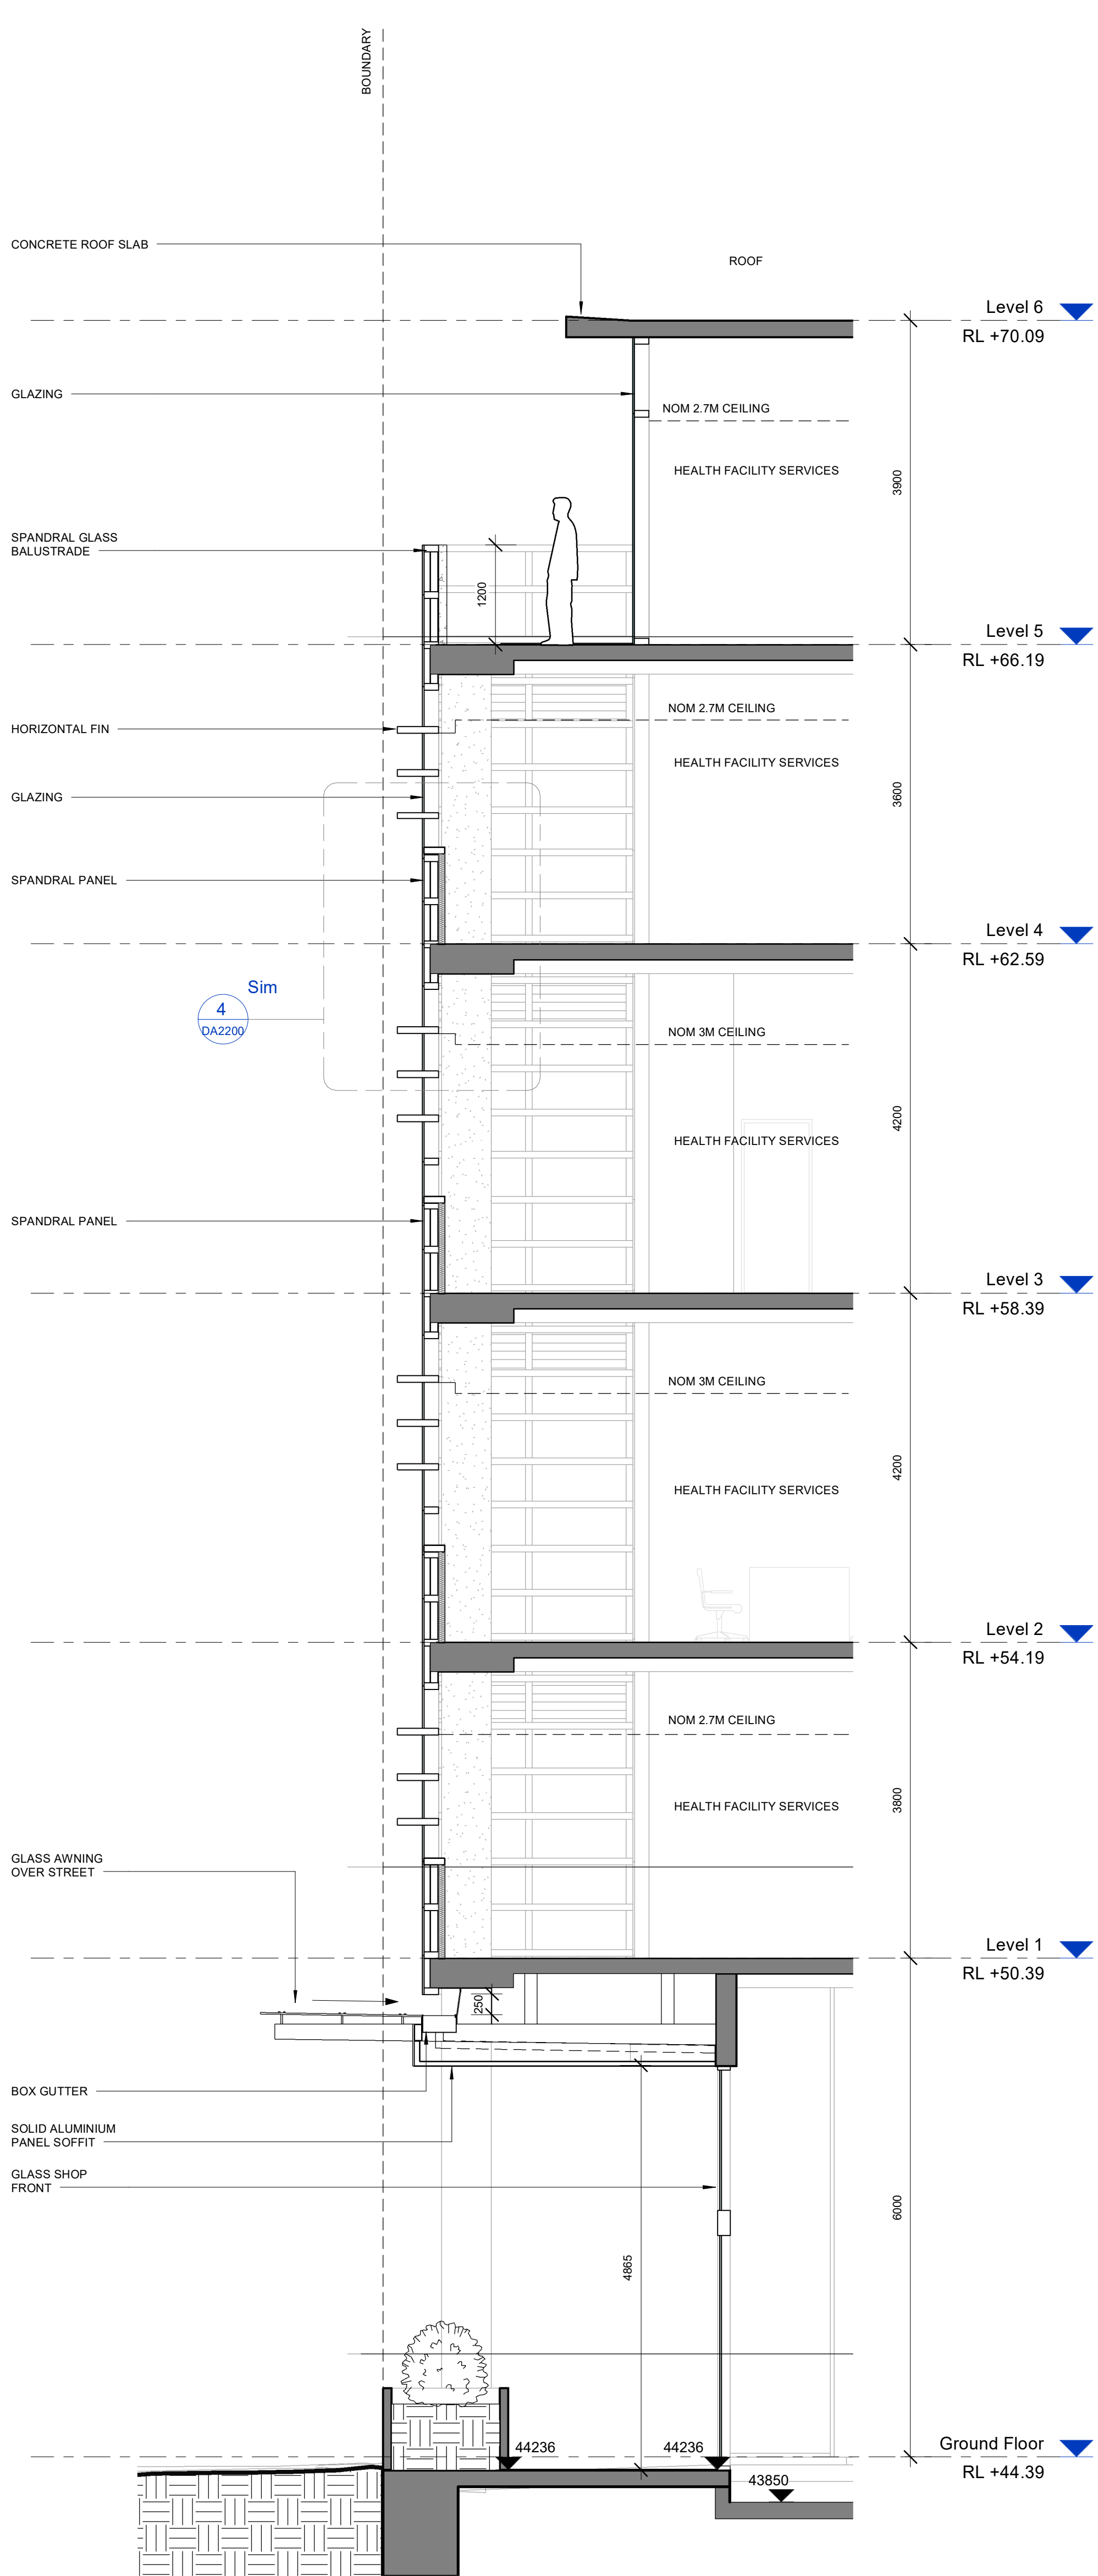 BOUNDARY
CONCRETE ROOF SLAB
ROOF
Level 6
RL +70.09
GLAZING
NOM 2.7M CEILING
HEALTH FACILITY SERVICES
3900
SPANDRAL GLASS
BALUSTRADE
1200
Level 5
RL +66.19
NOM 2.7M CEILING
HORIZONTAL FIN
HEALTH FACILITY SERVICES
GLAZING
3600
SPANDRAL PANEL
Level 4
RL +62.59
Sim
4
DA2200
NOM 3M CEILING
4200
HEALTH FACILITY SERVICES
SPANDRAL PANEL
Level 3
RL +58.39
NOM 3M CEILING
4200
HEALTH FACILITY SERVICES
Level 2
RL +54.19
NOM 2.7M CEILING
3800
HEALTH FACILITY SERVICES
GLASS AWNING
OVER STREET
Level 1
RL +50.39
250
BOX GUTTER
SOLID ALUMINIUM
PANEL SOFFIT
GLASS SHOP
FRONT
6000
4865
44236
44236
Ground Floor
RL +44.39
43850